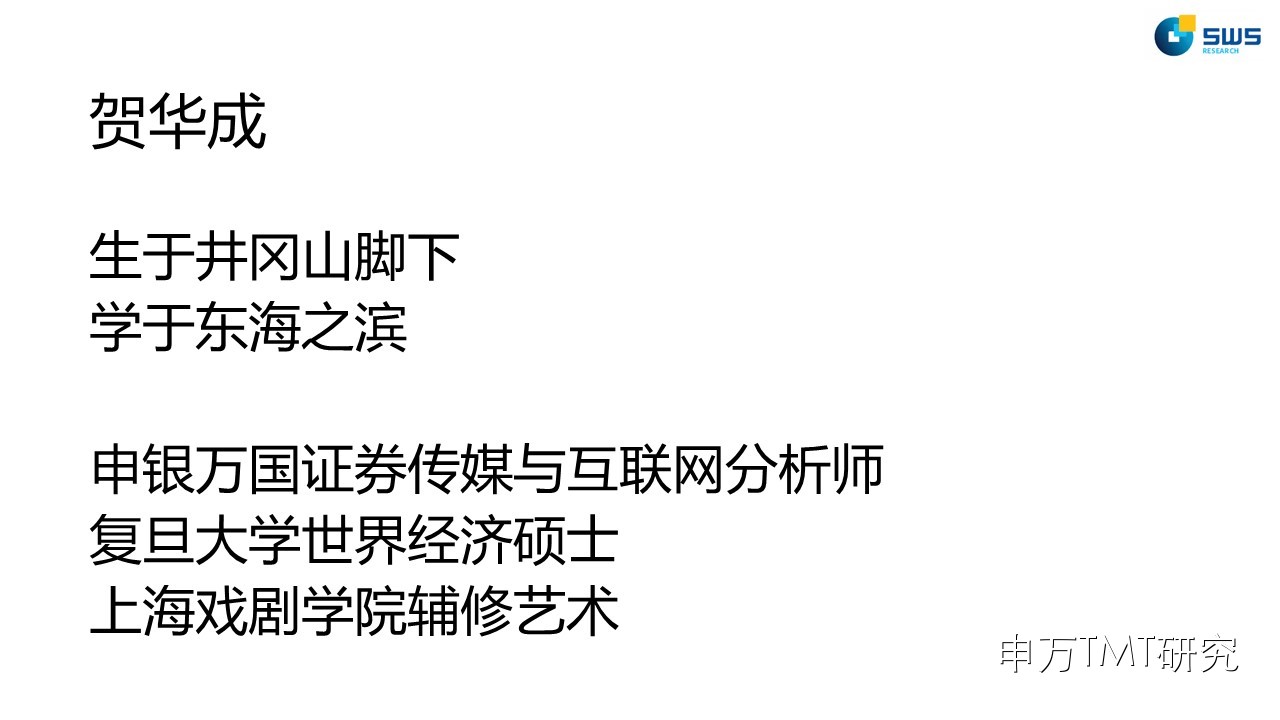 SWS
RESEARCH
贺华成
生于井冈山脚下
学于东海之滨
申银万国证券传媒与互联网分析师
复旦大学世界经济硕士
上海戏剧学院辅修艺术
申万TMT研究